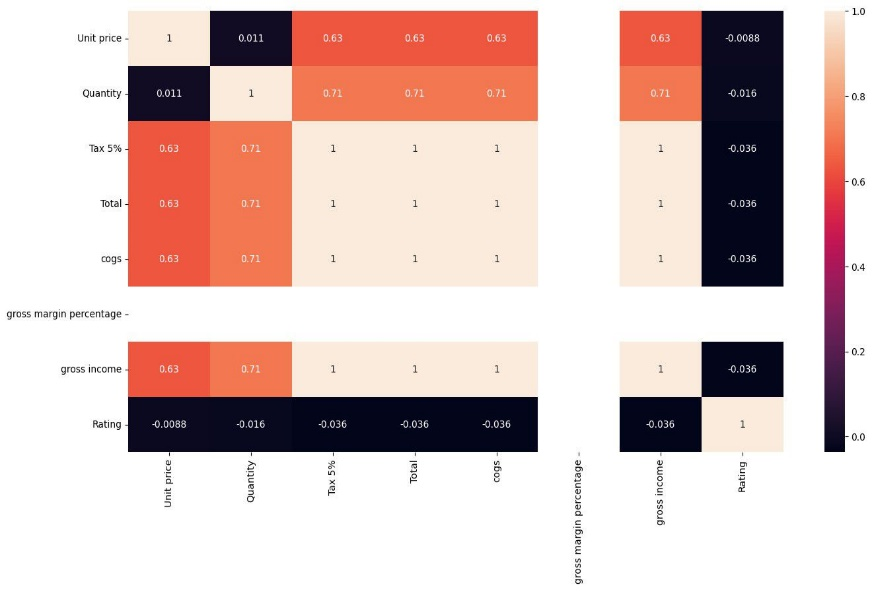 Unit price 1 0.011 0.63 0.63 0.63 0.63 -0.0088
Quantity 0.011 1 0.71 0.71 0.71 0.71 -0.016
Tax 5% 0.63 0.71 1 1 1 1 -0.036
Total 0.63 0.71 1 1 1 1 -0.036
cogs 0.63 0.71 1 1 1 1 -0.036
gross margin percentage
gross income 0.63 0.71 1 1 1 1 -0.036
Rating -0.0088 -0.016 -0.036 -0.036 -0.036 -0.036 1
Unit price
Quantity
Tax 5%
Total
cogs
gross margin percentage
gross income
Rating
1.0
0.8
0.6
0.4
0.2
0.0